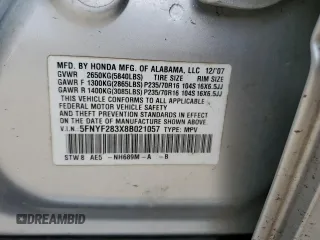 MFD. BY HONDA MFG. OF ALABAMA, LLC 12/'07
GVWR 2650KG(5840LBS) TIRE SIZE RIM SIZE
GAWR F 1300KG(2865LBS)P235/70R16 104S 16X6.5JJ
GAWR R 1400KG(3085LBS)P235/70R16 104S 16X6.5JJ
THIS VEHICLE CONFORMS TO ALL APPLICABLE
FEDERAL MOTOR VEHICLE SAFETY AND
THEFT PREVENTION STANDARDS IN EFFECT ON
THE DATE OF MANUFACTURE SHOWN ABOVE.
V.I.N. 5FNYF283X8B021057 TYPE: MPV
STW8 AE5 -NH689M-A -B
DREAMBID